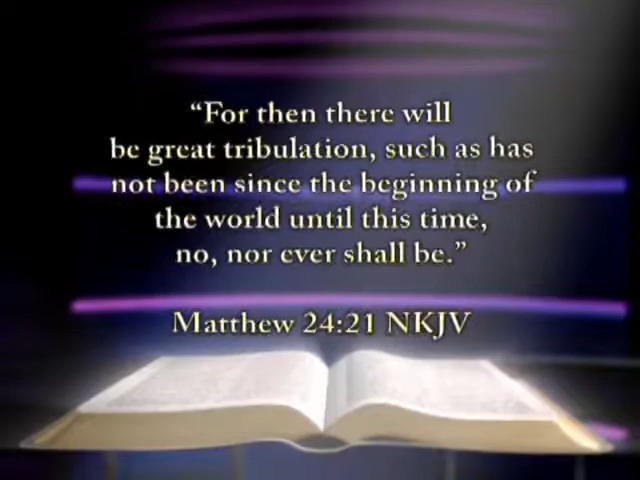 “For then there will
be great tribulation, such as has
not been since the beginning of
the world until this time,
no, nor ever shall be.”
Matthew 24:21 NKJV